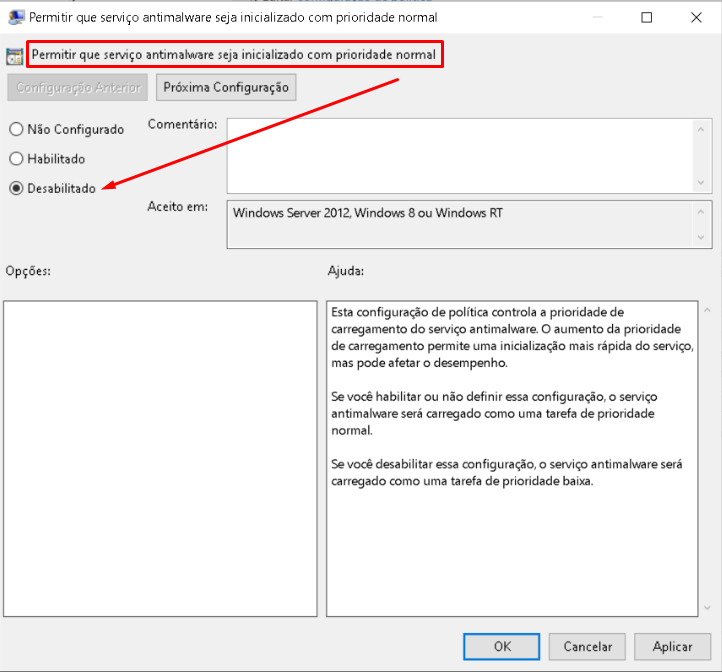 Permitir que serviço antimalware seja inicializado com prioridade normal
Permitir que serviço antimalware seja inicializado com prioridade normal
Configuração Anterior
Próxima Configuração
Não Configurado
Comentário:
Habilitado
Desabilitado
Aceito em:
Windows Server 2012, Windows 8 ou Windows RT
Opções:
Ajuda:
Esta configuração de política controla a prioridade de
carregamento do serviço antimalware. O aumento da prioridade
de carregamento permite uma inicialização mais rápida do serviço,
mas pode afetar o desempenho.
Se você habilitar ou não definir essa configuração, o serviço
antimalware será carregado como uma tarefa de prioridade
normal.
Se você desabilitar essa configuração, o serviço antimalware será
carregado como uma tarefa de prioridade baixa.
OK
Cancelar
Aplicar